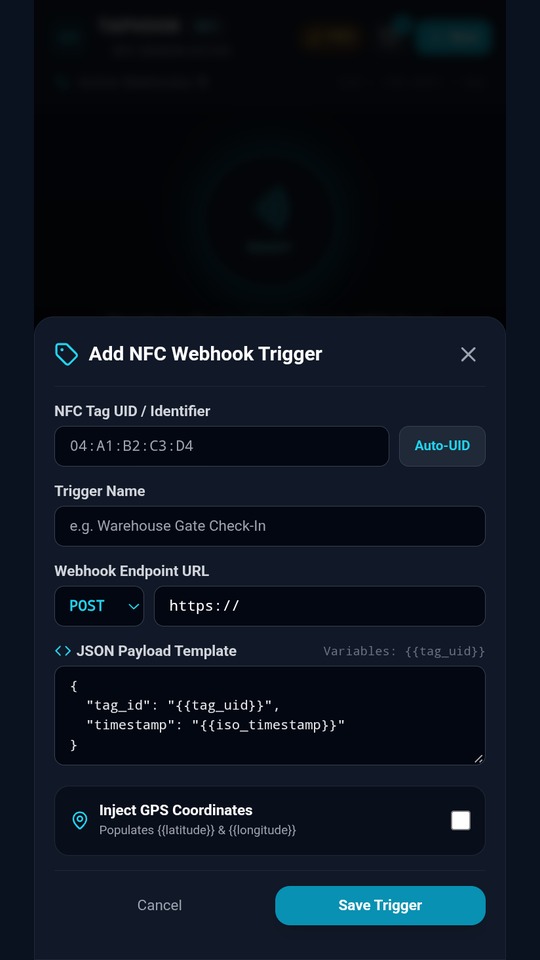 Add NFC Webhook Trigger
NFC Tag UID / Identifier
04:A1:B2:C3:D4
Auto-UID
Trigger Name
e.g. Warehouse Gate Check-In
Webhook Endpoint URL
POST
https://
JSON Payload Template
Variables: {{tag_uid}}
{
  "tag_id": "{{tag_uid}}",
  "timestamp": "{{iso_timestamp}}"
}
Inject GPS Coordinates
Populates {{latitude}} & {{longitude}}
Cancel
Save Trigger